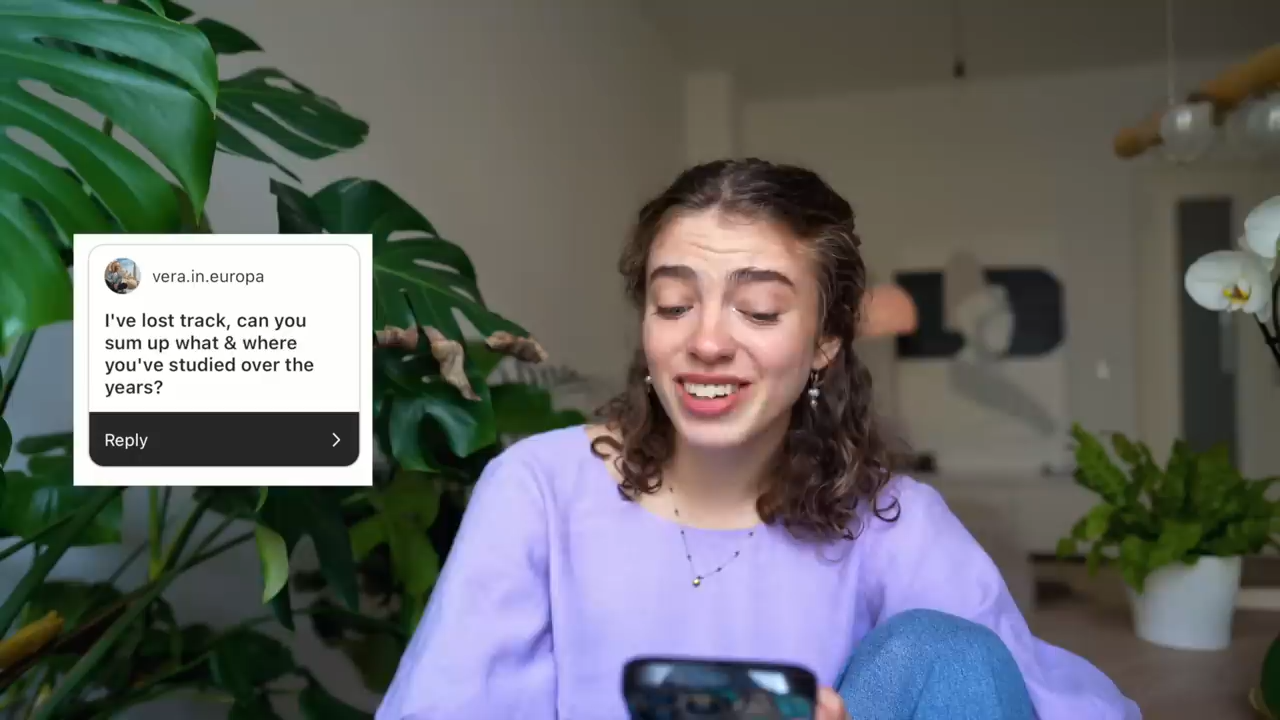 vera.in.europa
I've lost track, can you
sum up what & where
you've studied over the
years?
Reply